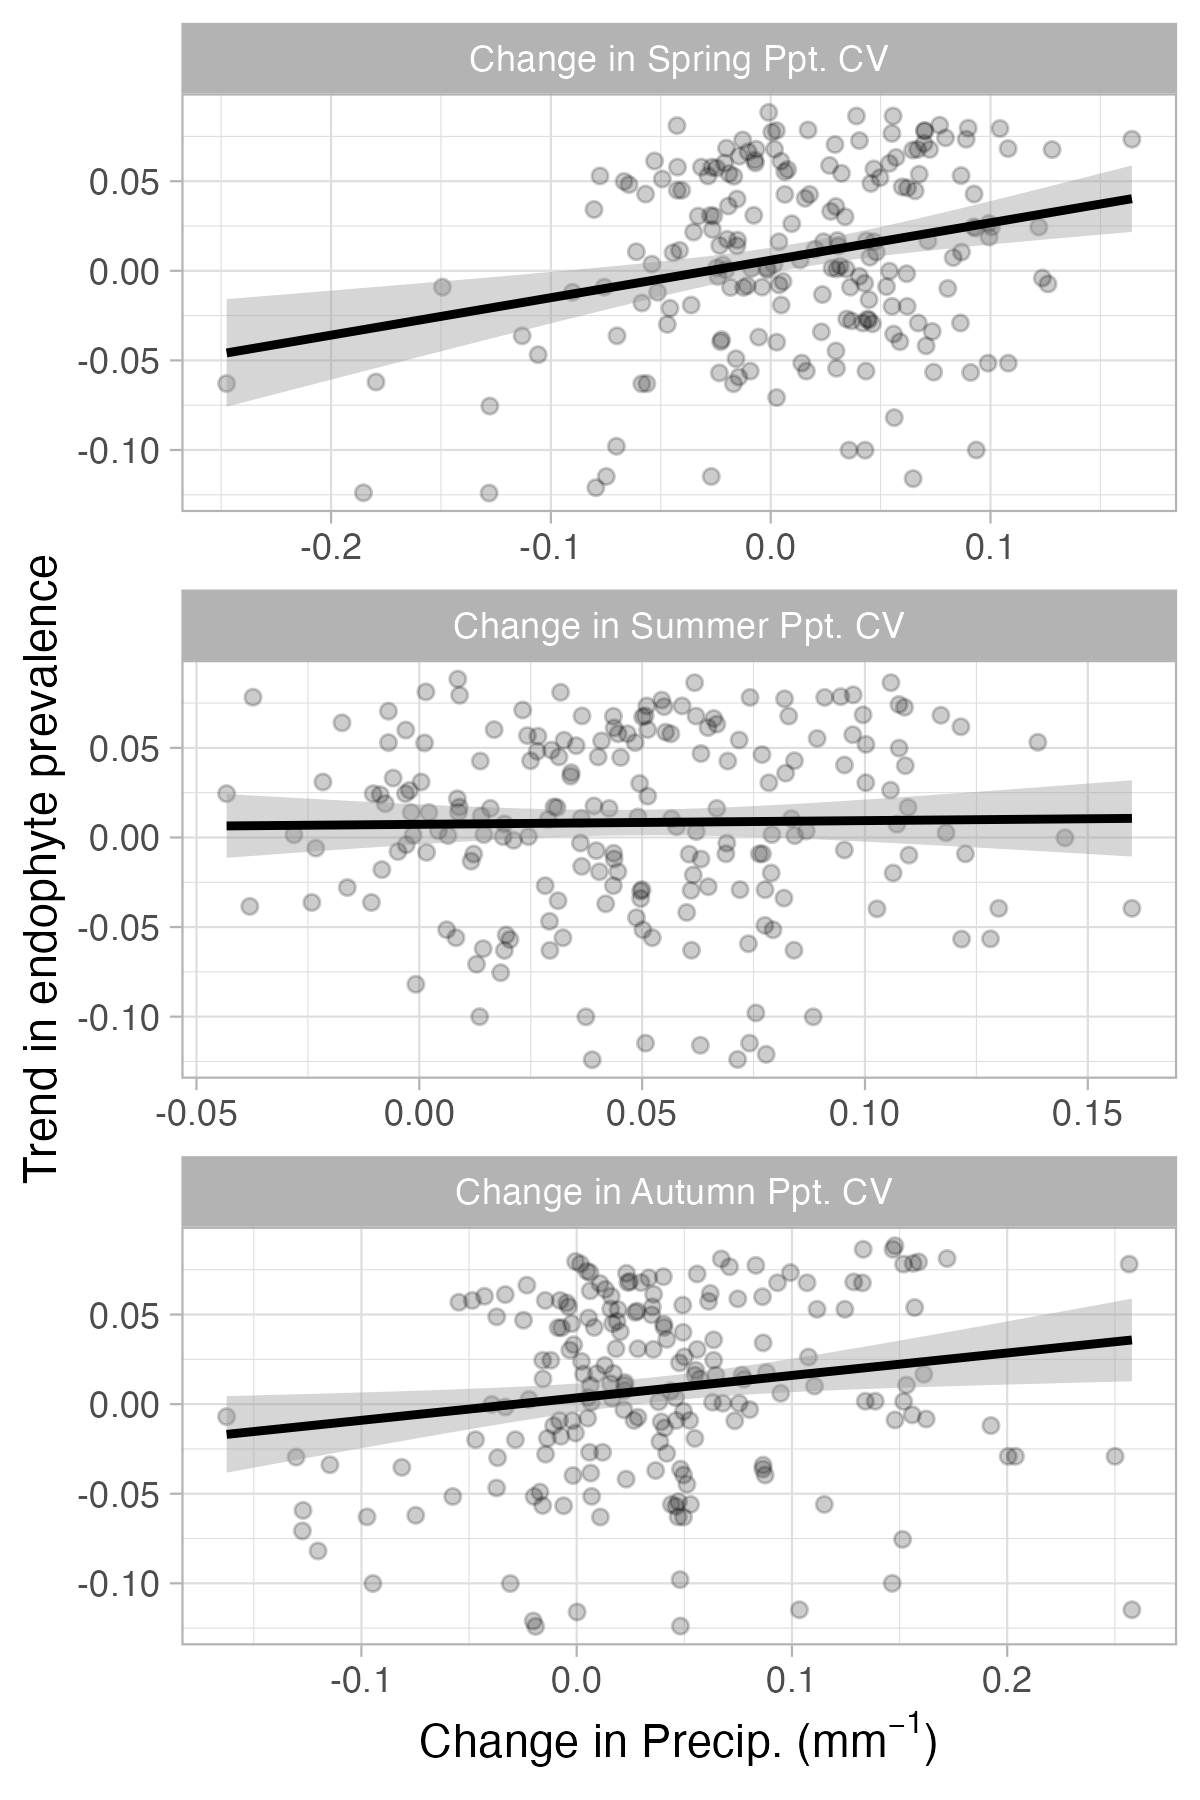 Change in Spring Ppt. CV
0.05
0.00
-0.05
-0.10
-0.2 -0.1 0.0 0.1
Trend in endophyte prevalence
Change in Summer Ppt. CV
0.05
0.00
-0.05
-0.10
-0.05 0.00 0.05 0.10 0.15
Change in Autumn Ppt. CV
0.05
0.00
-0.05
-0.10
-0.1 0.0 0.1 0.2
Change in Precip. (mm⁻¹)